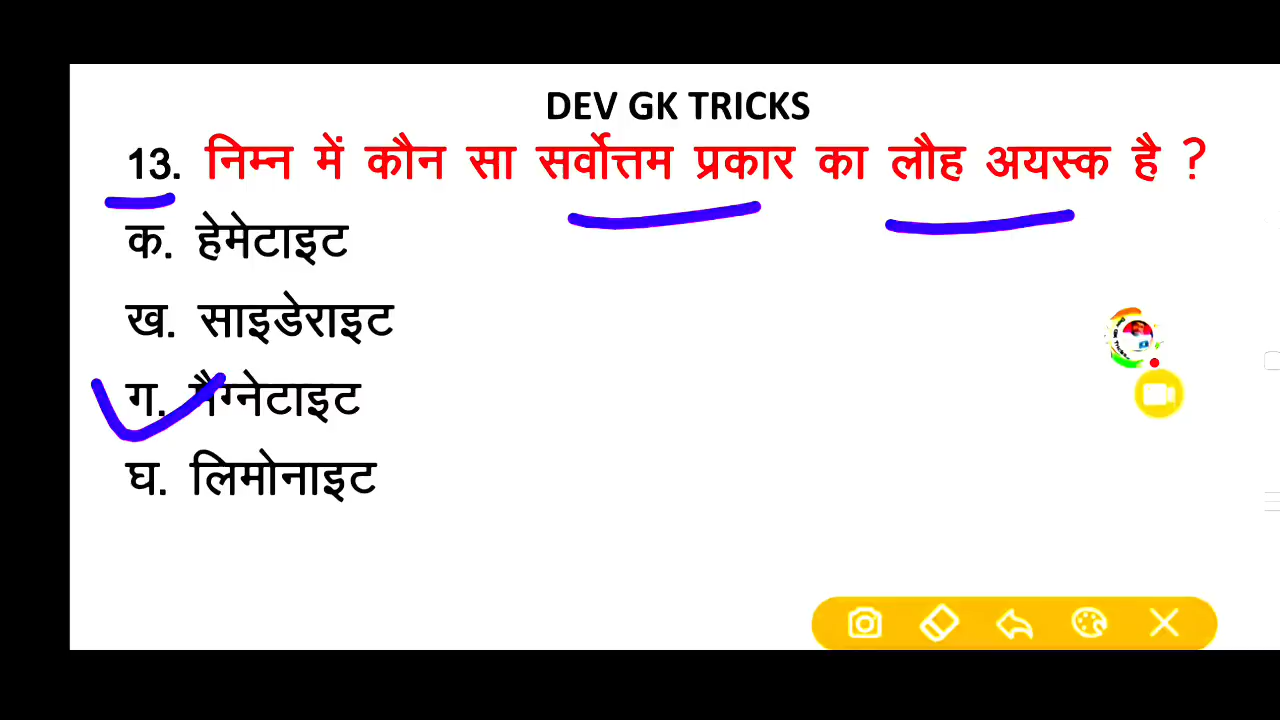 DEV GK TRICKS
13. निम्न में कौन सा सर्वोत्तम प्रकार का लौह अयस्क है ?
क. हेमेटाइट
ख. साइडेराइट
ग. मैग्नेटाइट
घ. लिमोनाइट